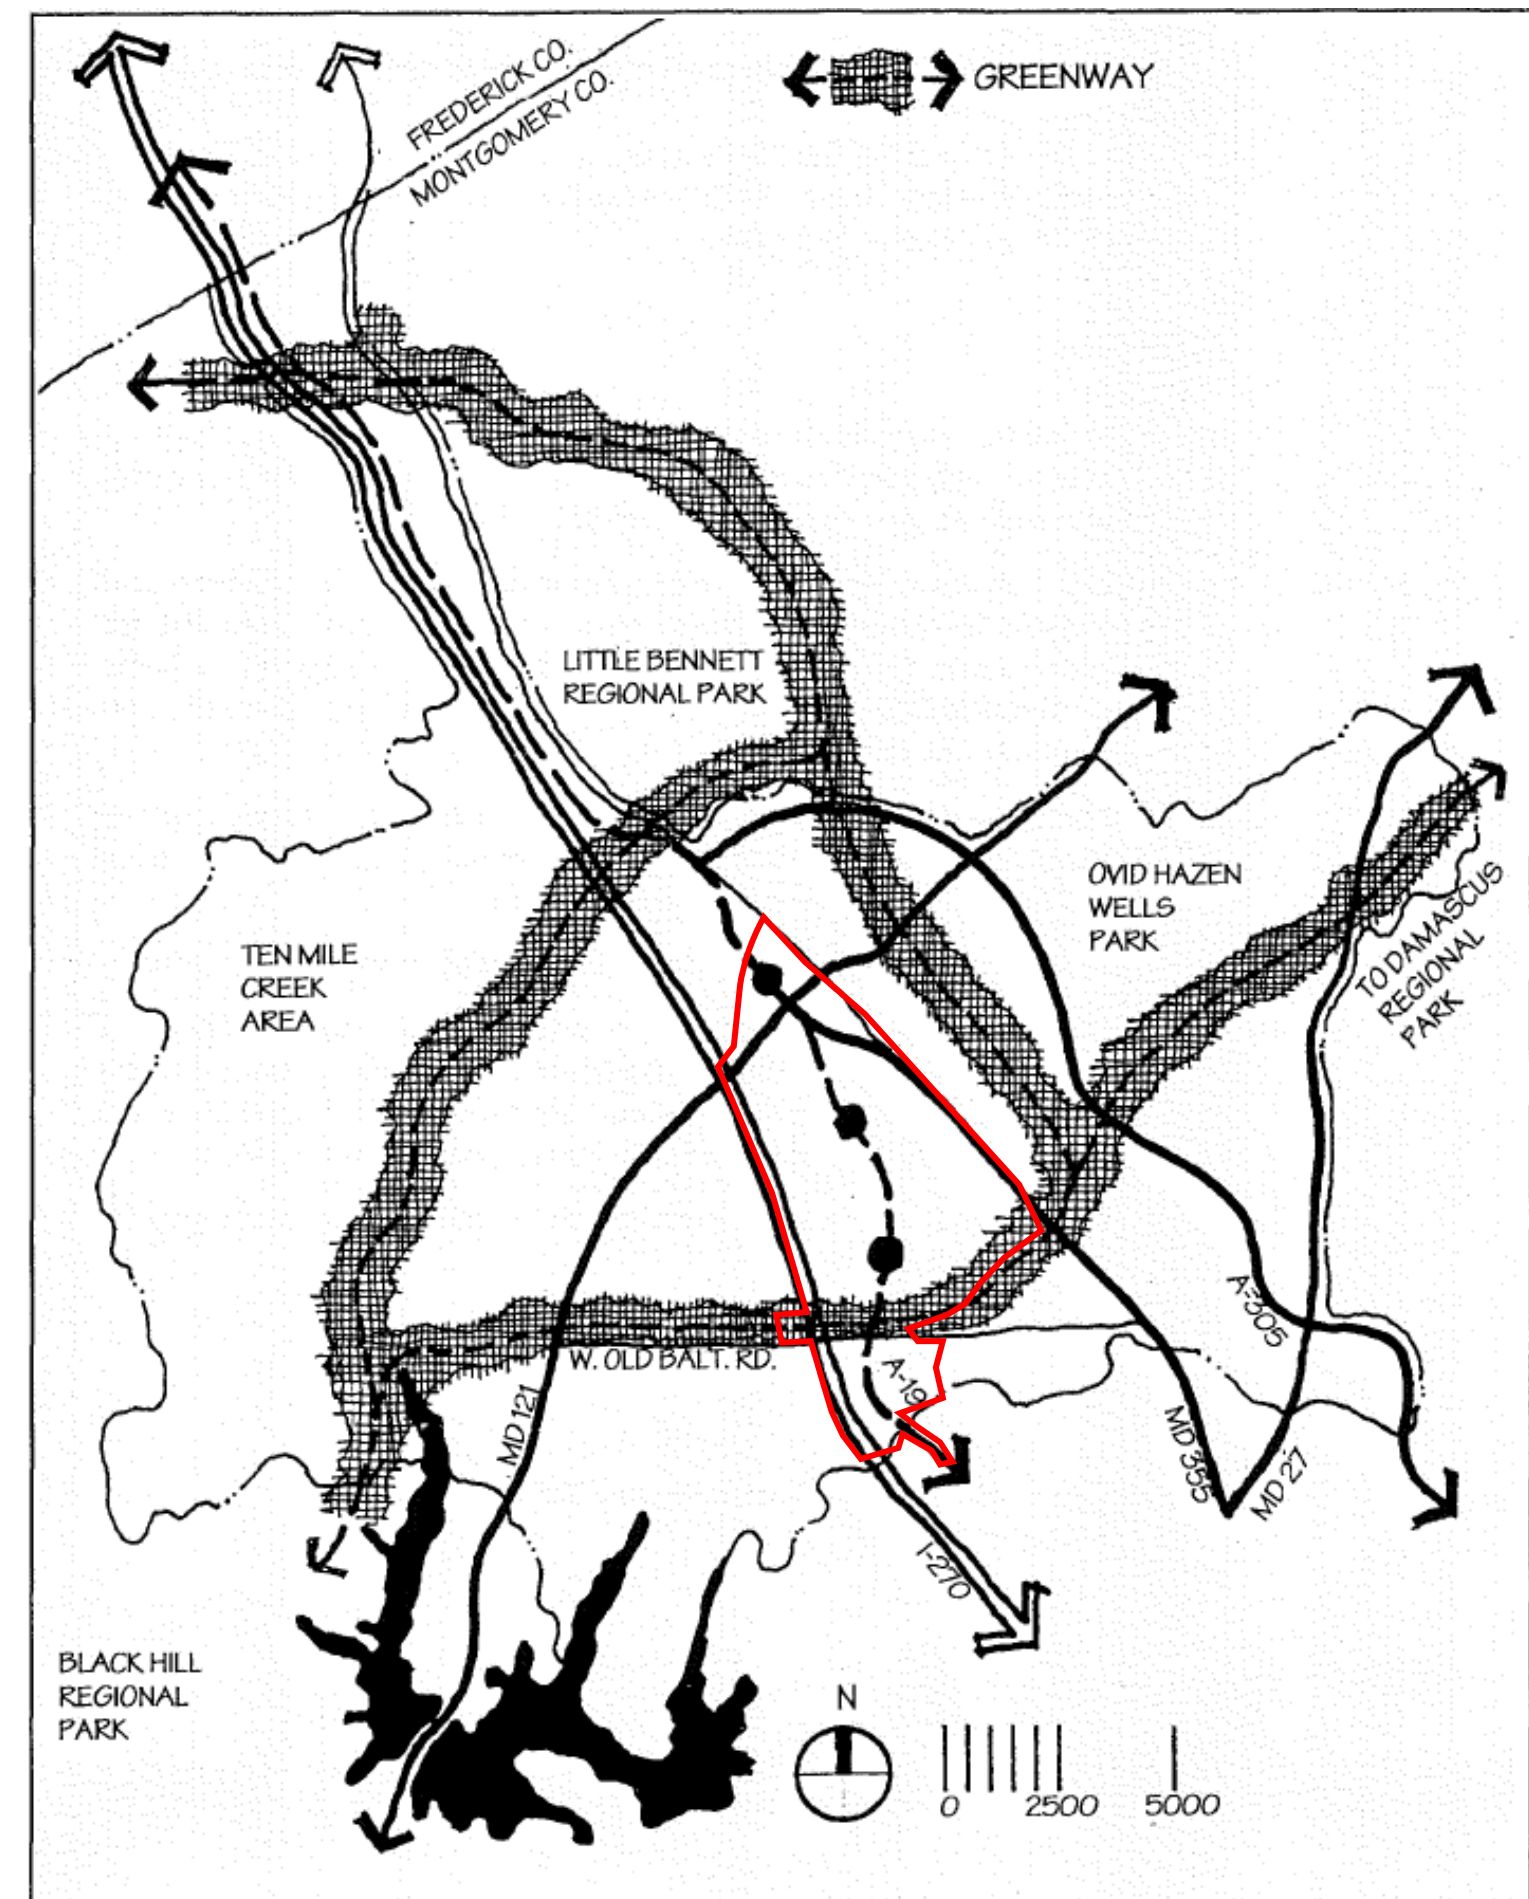 FREDERICK CO.
MONTGOMERY CO.
GREENWAY
LITTLE BENNETT
REGIONAL PARK
OVID HAZEN
WELLS
PARK
TO DAMASCUS
REGIONAL
PARK
TEN MILE
CREEK
AREA
A-305
W. OLD BALT. RD.
A-19
MD 121
MD 355
MD 27
I-270
BLACK HILL
REGIONAL
PARK
N
0 2500 5000